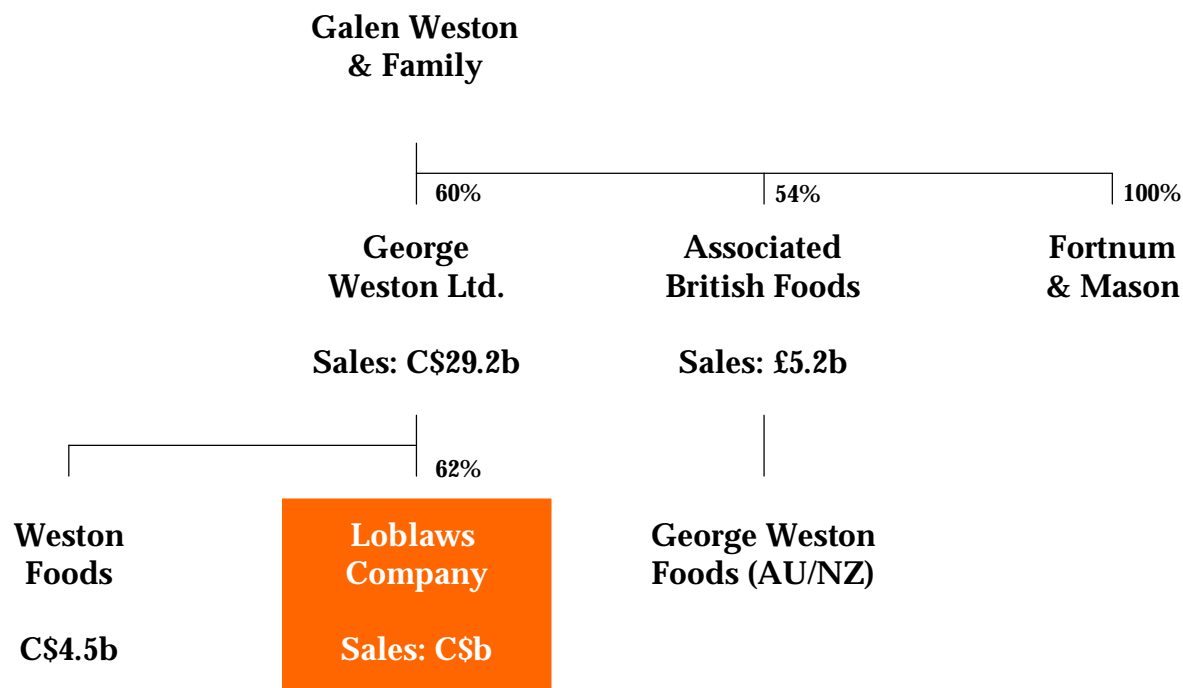 Galen Weston
& Family
60%
54%
100%
George
Weston Ltd.
Associated
British Foods
Fortnum
& Mason
Sales: C$29.2b
Sales: £5.2b
62%
Weston
Foods
Loblaws
Company
George Weston
Foods (AU/NZ)
C$4.5b
Sales: C$b